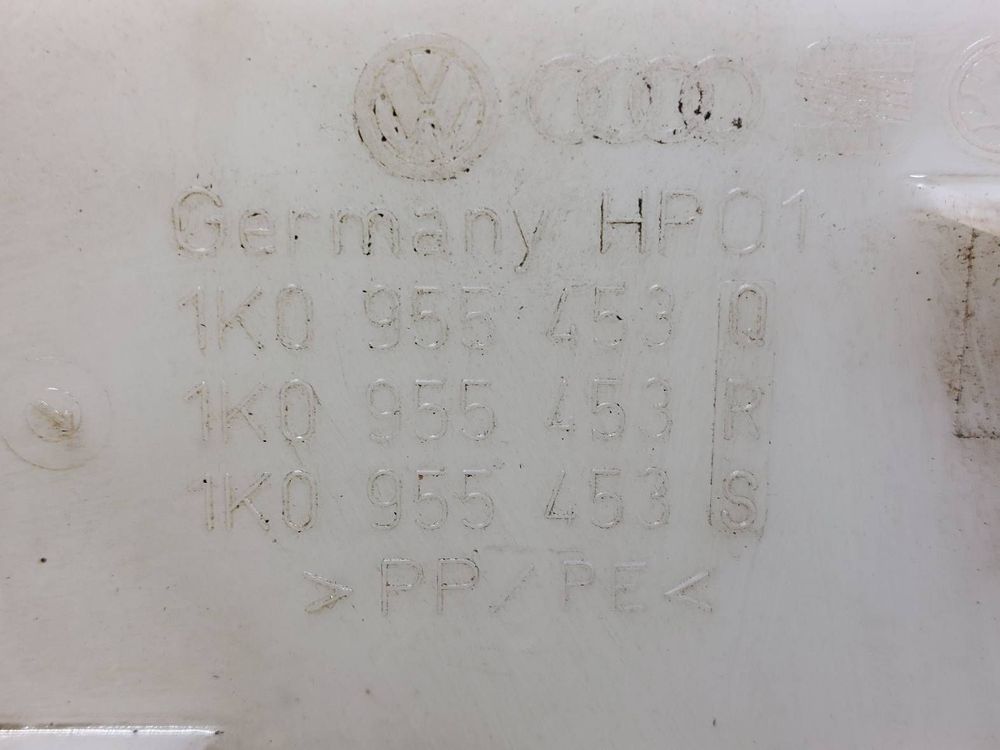 Germany HP01
1K0 955 453 Q
1K0 955 453 R
1K0 955 453 S
>PP/PE<